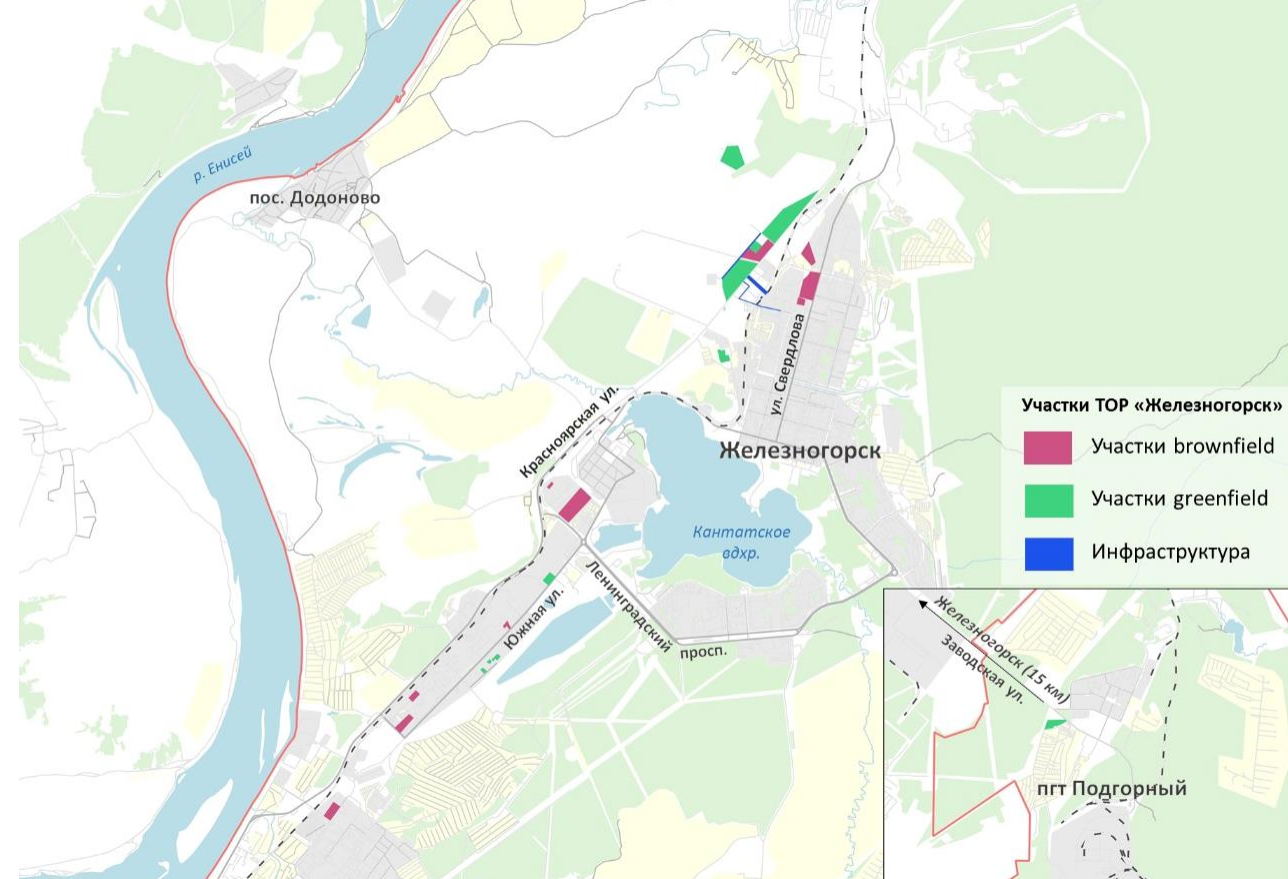 р. Енисей
пос. Додоново
ул. Свердлова
Красноярская ул.
Железногорск
Кантатское
вдхр.
Ленинградский
просп.
Южная ул.
Участки ТОР «Железногорск»
Участки brownfield
Участки greenfield
Инфраструктура
Железногорск (15 км)
Заводская ул.
пгт Подгорный